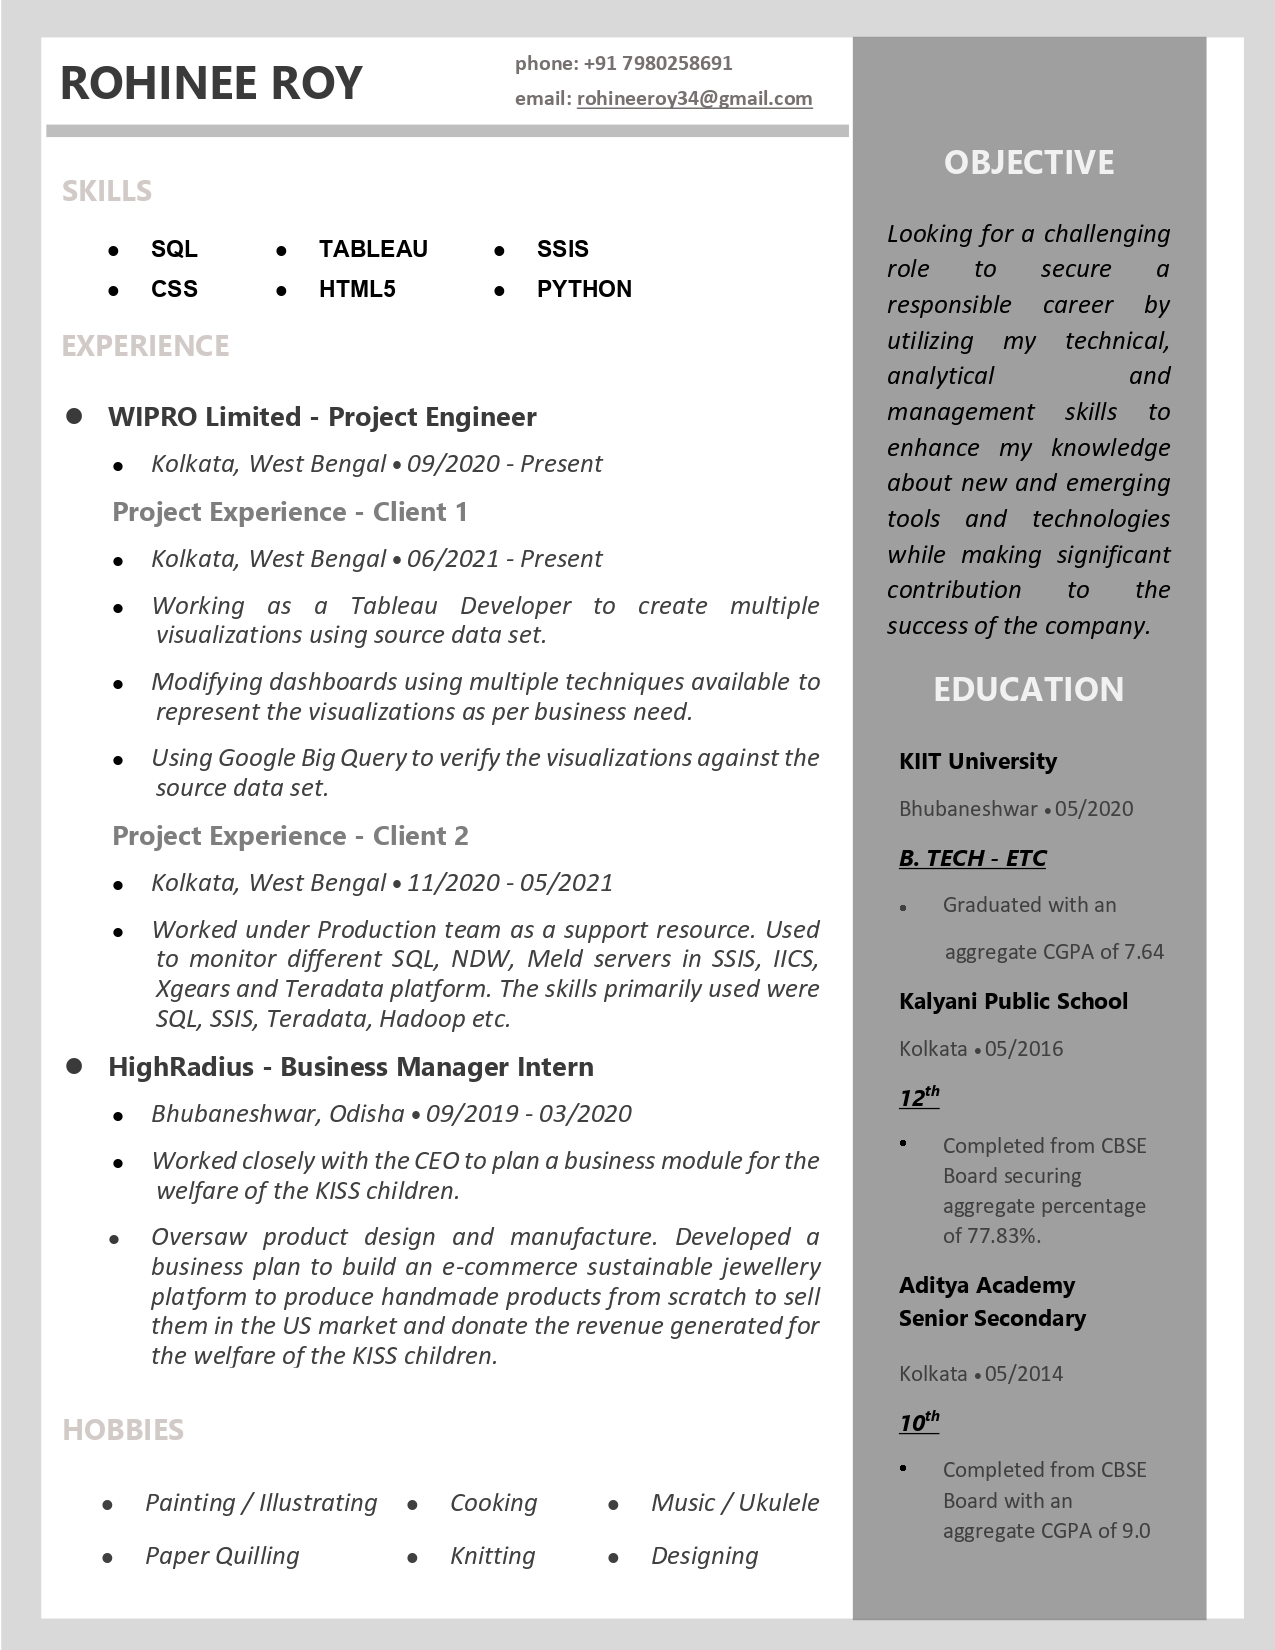 ROHINEE ROY
phone: +91 7980258691
email: rohineeroy34@gmail.com
SKILLS
● SQL ● TABLEAU ● SSIS
● CSS ● HTML5 ● PYTHON
EXPERIENCE
● WIPRO Limited - Project Engineer
● Kolkata, West Bengal • 09/2020 - Present
Project Experience - Client 1
● Kolkata, West Bengal • 06/2021 - Present
● Working as a Tableau Developer to create multiple
visualizations using source data set.
● Modifying dashboards using multiple techniques available to
represent the visualizations as per business need.
● Using Google Big Query to verify the visualizations against the
source data set.
Project Experience - Client 2
● Kolkata, West Bengal • 11/2020 - 05/2021
● Worked under Production team as a support resource. Used
to monitor different SQL, NDW, Meld servers in SSIS, IICS,
Xgears and Teradata platform. The skills primarily used were
SQL, SSIS, Teradata, Hadoop etc.
● HighRadius - Business Manager Intern
● Bhubaneshwar, Odisha • 09/2019 - 03/2020
● Worked closely with the CEO to plan a business module for the
welfare of the KISS children.
● Oversaw product design and manufacture. Developed a
business plan to build an e-commerce sustainable jewellery
platform to produce handmade products from scratch to sell
them in the US market and donate the revenue generated for
the welfare of the KISS children.
HOBBIES
● Painting / Illustrating ● Cooking ● Music / Ukulele
● Paper Quilling ● Knitting ● Designing
OBJECTIVE
Looking for a challenging
role to secure a
responsible career by
utilizing my technical,
analytical and
management skills to
enhance my knowledge
about new and emerging
tools and technologies
while making significant
contribution to the
success of the company.
EDUCATION
KIIT University
Bhubaneshwar • 05/2020
B. TECH - ETC
• Graduated with an
aggregate CGPA of 7.64
Kalyani Public School
Kolkata • 05/2016
12th
• Completed from CBSE
Board securing
aggregate percentage
of 77.83%.
Aditya Academy
Senior Secondary
Kolkata • 05/2014
10th
• Completed from CBSE
Board with an
aggregate CGPA of 9.0